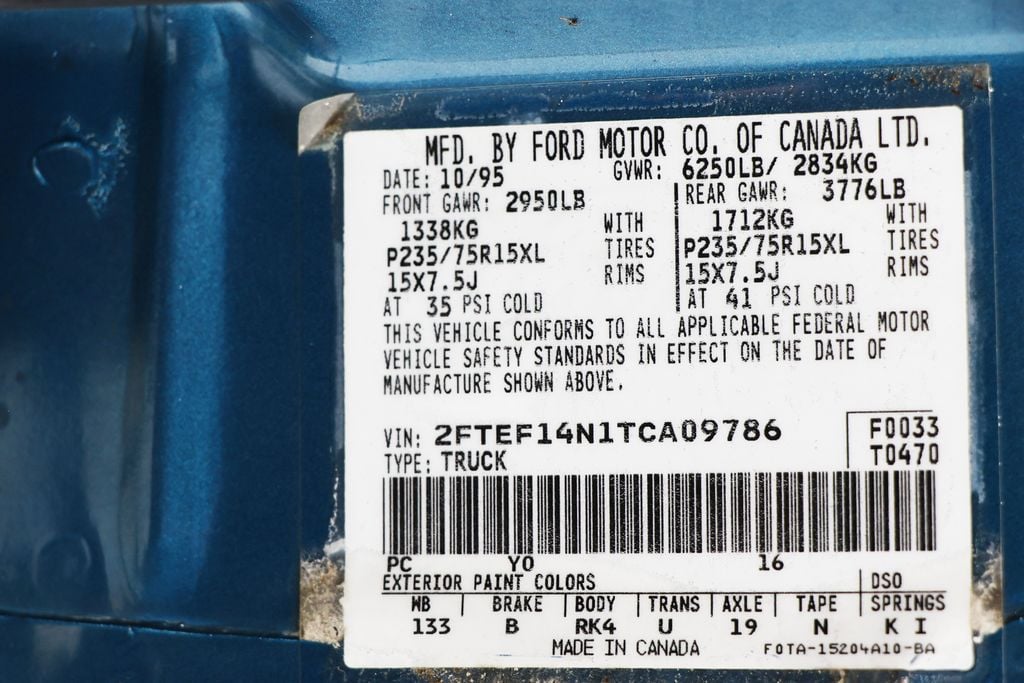 MFD. BY FORD MOTOR CO. OF CANADA LTD.
DATE: 10/95 GVWR: 6250LB/ 2834KG
FRONT GAWR: 2950LB REAR GAWR: 3776LB
1338KG WITH 1712KG WITH
P235/75R15XL TIRES P235/75R15XL TIRES
15X7.5J RIMS 15X7.5J RIMS
AT 35 PSI COLD AT 41 PSI COLD
THIS VEHICLE CONFORMS TO ALL APPLICABLE FEDERAL MOTOR
VEHICLE SAFETY STANDARDS IN EFFECT ON THE DATE OF
MANUFACTURE SHOWN ABOVE.
VIN: 2FTEF14N1TCA09786 F0033
TYPE: TRUCK T0470
PC YO 16
EXTERIOR PAINT COLORS DSO
WB BRAKE BODY TRANS AXLE TAPE SPRINGS
133 B RK4 U 19 N K I
MADE IN CANADA F0TA-15204A10-BA